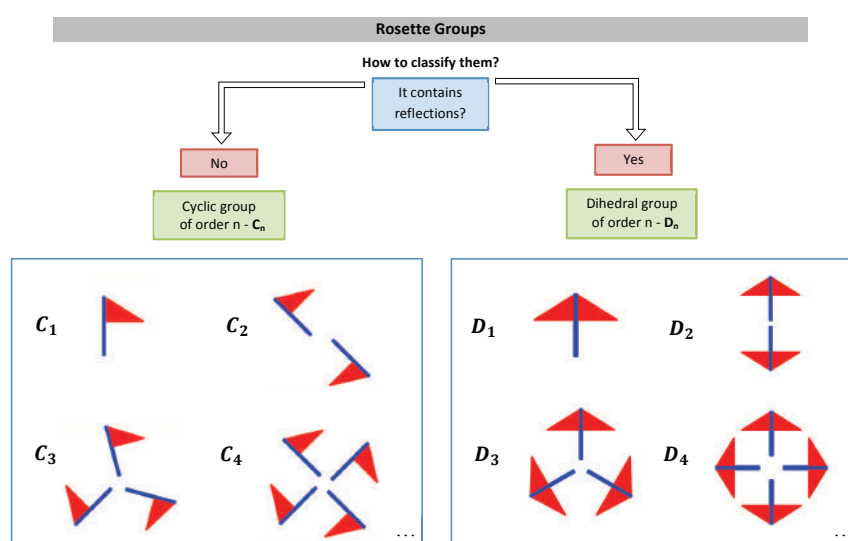 Rosette Groups
How to classify them?
It contains
reflections?
No
Yes
Cyclic group
of order n - Cₙ
Dihedral group
of order n - Dₙ
C₁
C₂
D₁
D₂
C₃
C₄
D₃
D₄
...
...